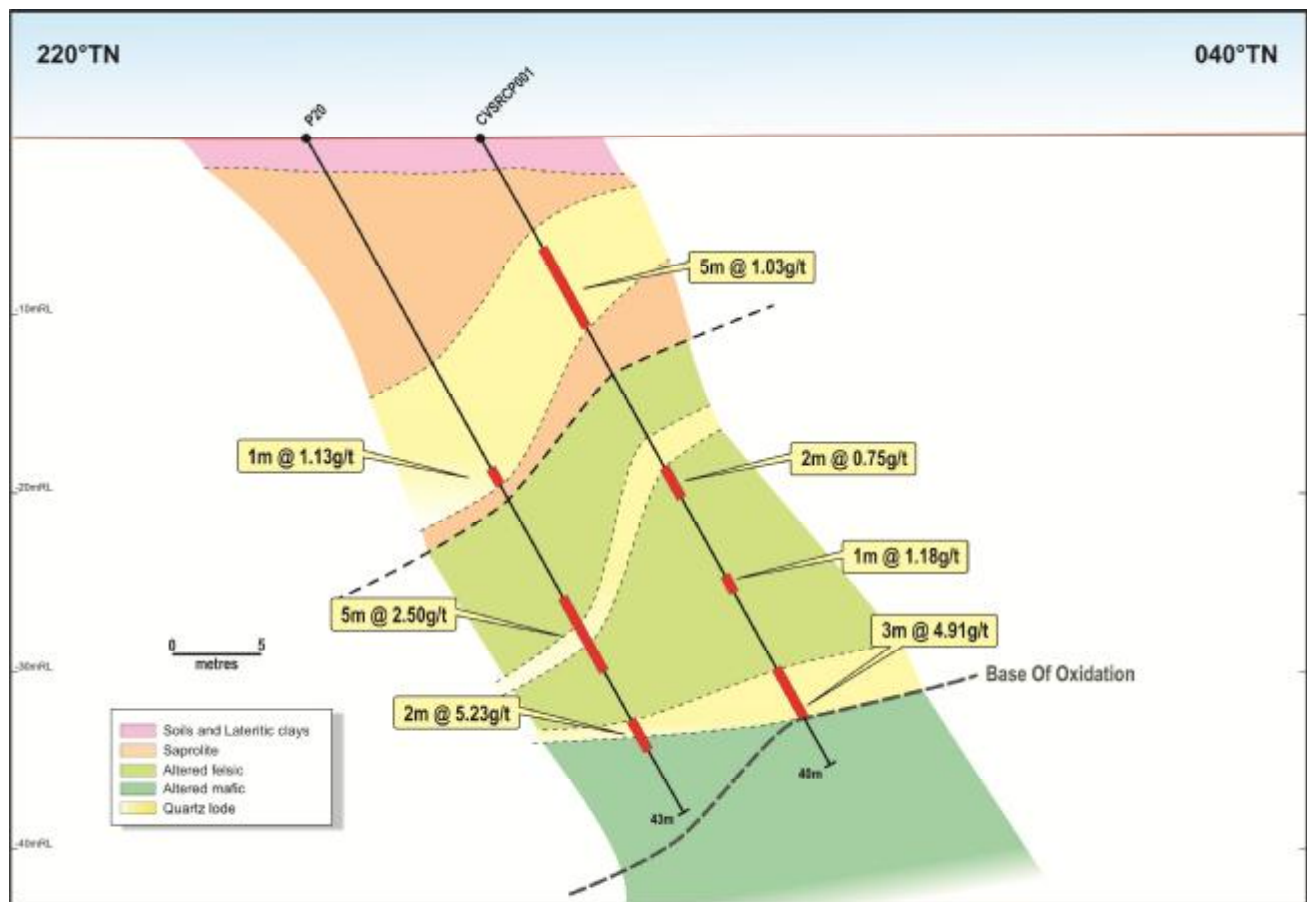 220°TN
040°TN
P20
CVSRCP001
5m @ 1.03g/t
-10mRL
1m @ 1.13g/t
2m @ 0.75g/t
-20mRL
1m @ 1.18g/t
5m @ 2.50g/t
3m @ 4.91g/t
0 5
metres
-30mRL
Base Of Oxidation
2m @ 5.23g/t
Soils and Lateritic clays
Saprolite
Altered felsic
Altered mafic
Quartz lode
40m
43m
-40mRL